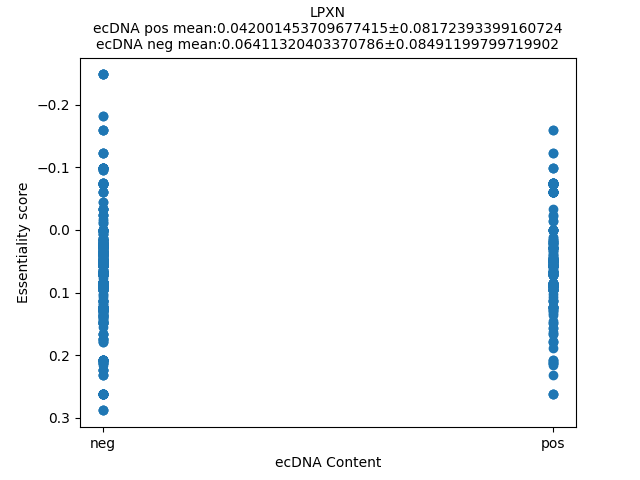 LPXN
ecDNA pos mean:0.042001453709677415±0.08172393399160724
ecDNA neg mean:0.06411320403370786±0.08491199799719902
−0.2
−0.1
0.0
0.1
0.2
0.3
Essentiality score
neg
pos
ecDNA Content